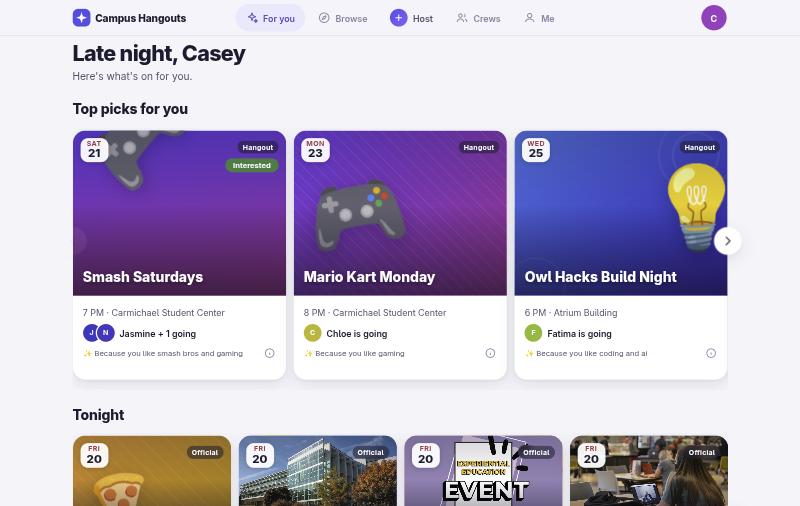 Campus Hangouts
For you
Browse
Host
Crews
Me
C
Late night, Casey
Here's what's on for you.
Top picks for you
SAT
21
Hangout
Interested
Smash Saturdays
7 PM · Carmichael Student Center
J
N
Jasmine + 1 going
✨ Because you like smash bros and gaming
MON
23
Hangout
Mario Kart Monday
8 PM · Carmichael Student Center
C
Chloe is going
✨ Because you like gaming
WED
25
Hangout
Owl Hacks Build Night
6 PM · Atrium Building
F
Fatima is going
✨ Because you like coding and ai
Tonight
FRI
20
Official
FRI
20
Official
FRI
20
Official
EXPERIENTIAL
EDUCATION
EVENT
FRI
20
Official